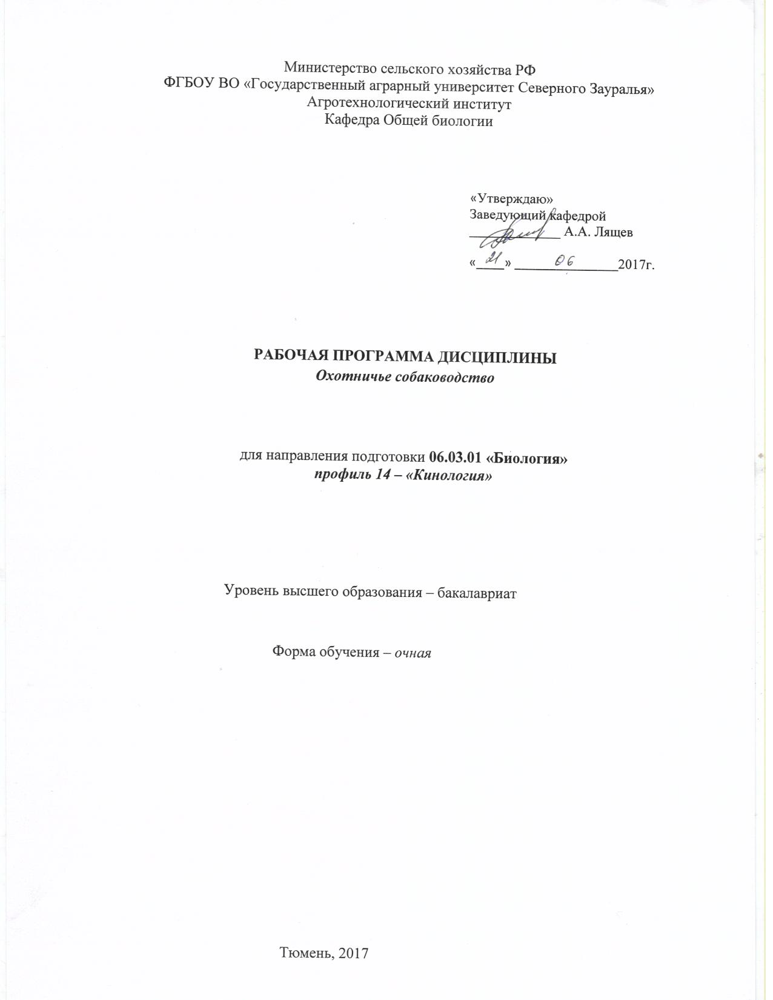 Министерство сельского хозяйства РФ
ФГБОУ ВО «Государственный аграрный университет Северного Зауралья»
Агротехнологический институт
Кафедра Общей биологии
«Утверждаю»
Заведующий кафедрой
_____________ А.А. Лящев
«21» 06 2017г.
РАБОЧАЯ ПРОГРАММА ДИСЦИПЛИНЫ
Охотничье собаководство
для направления подготовки 06.03.01 «Биология»
профиль 14 – «Кинология»
Уровень высшего образования – бакалавриат
Форма обучения – очная
Тюмень, 2017